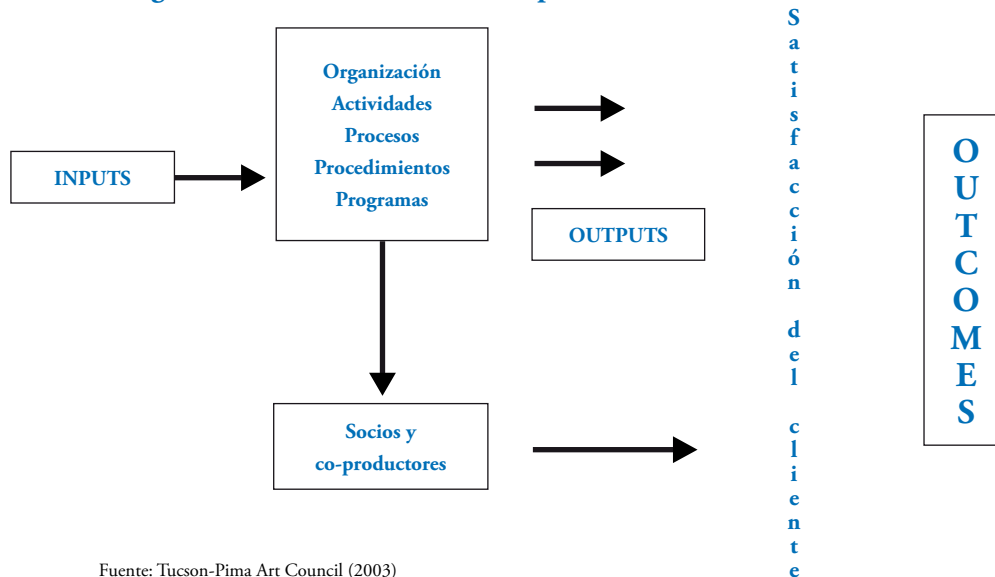 INPUTS
Organización
Actividades
Procesos
Procedimientos
Programas
OUTPUTS
Socios y
co-productores
Satisfacción del cliente
OUTCOMES
Fuente: Tucson-Pima Art Council (2003)